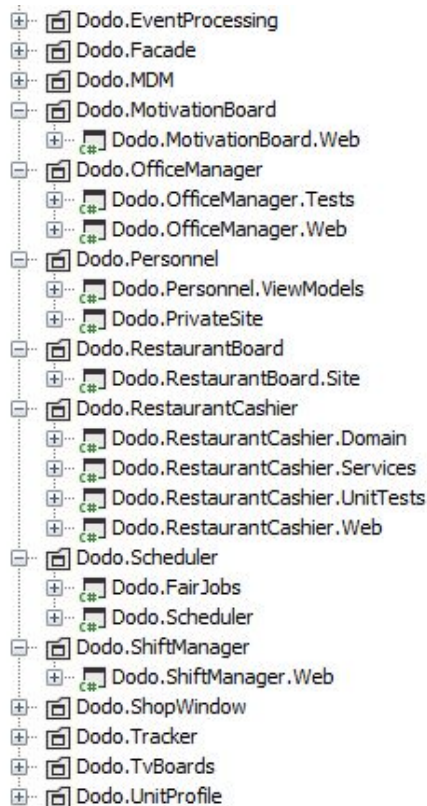 Dodo.EventProcessing
Dodo.Facade
Dodo.MDM
Dodo.MotivationBoard
C# Dodo.MotivationBoard.Web
Dodo.OfficeManager
C# Dodo.OfficeManager.Tests
C# Dodo.OfficeManager.Web
Dodo.Personnel
C# Dodo.Personnel.ViewModels
C# Dodo.PrivateSite
Dodo.RestaurantBoard
C# Dodo.RestaurantBoard.Site
Dodo.RestaurantCashier
C# Dodo.RestaurantCashier.Domain
C# Dodo.RestaurantCashier.Services
C# Dodo.RestaurantCashier.UnitTests
C# Dodo.RestaurantCashier.Web
Dodo.Scheduler
C# Dodo.FairJobs
C# Dodo.Scheduler
Dodo.ShiftManager
C# Dodo.ShiftManager.Web
Dodo.ShopWindow
Dodo.Tracker
Dodo.TvBoards
Dodo.UnitProfile